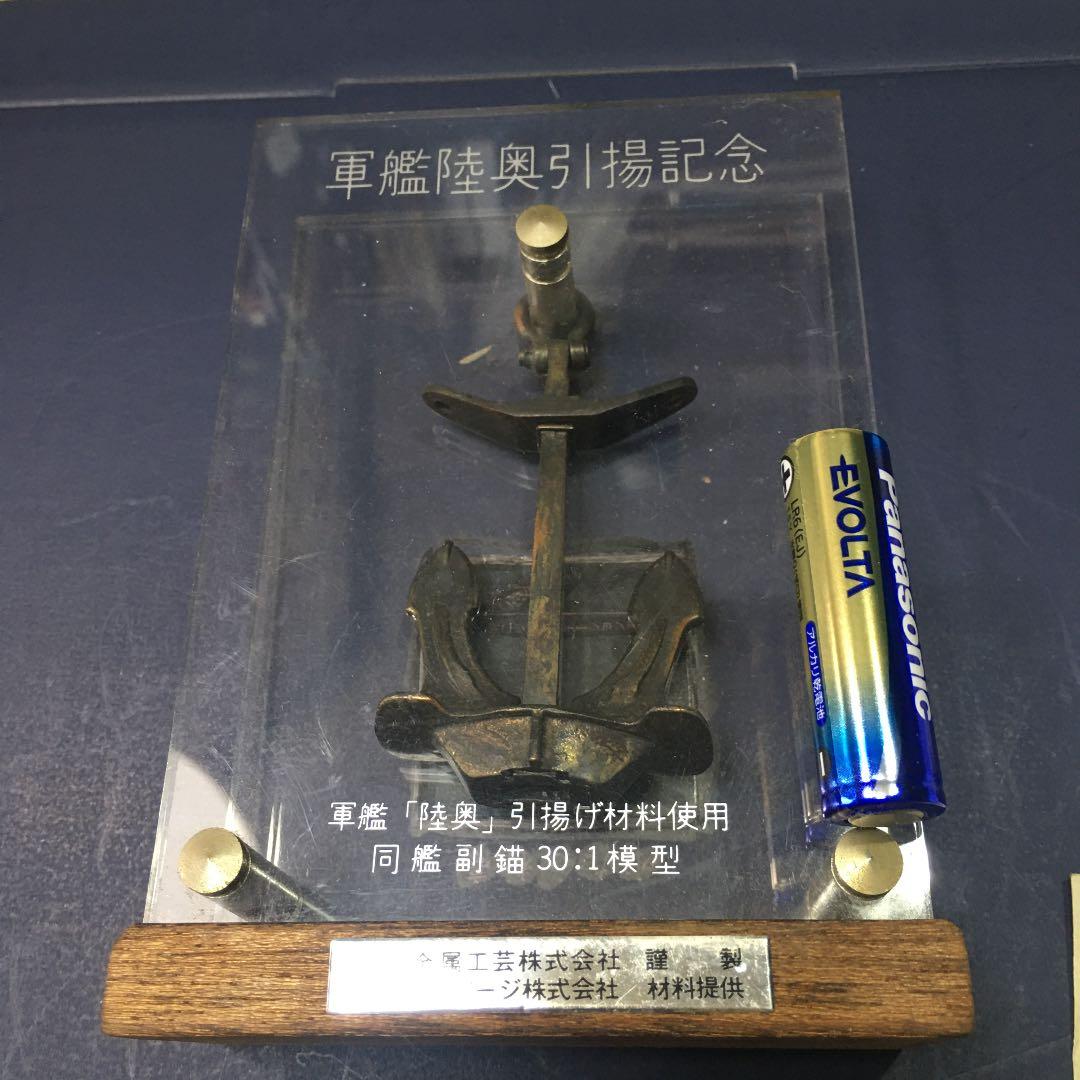 軍艦陸奥引揚記念
軍艦「陸奥」引揚げ材料使用
同艦副錨30:1模型
金属工芸株式会社 謹 製
ージ株式会社 材料提供
Panasonic
EVOLTA
LR6(EJ)
アルカリ乾電池